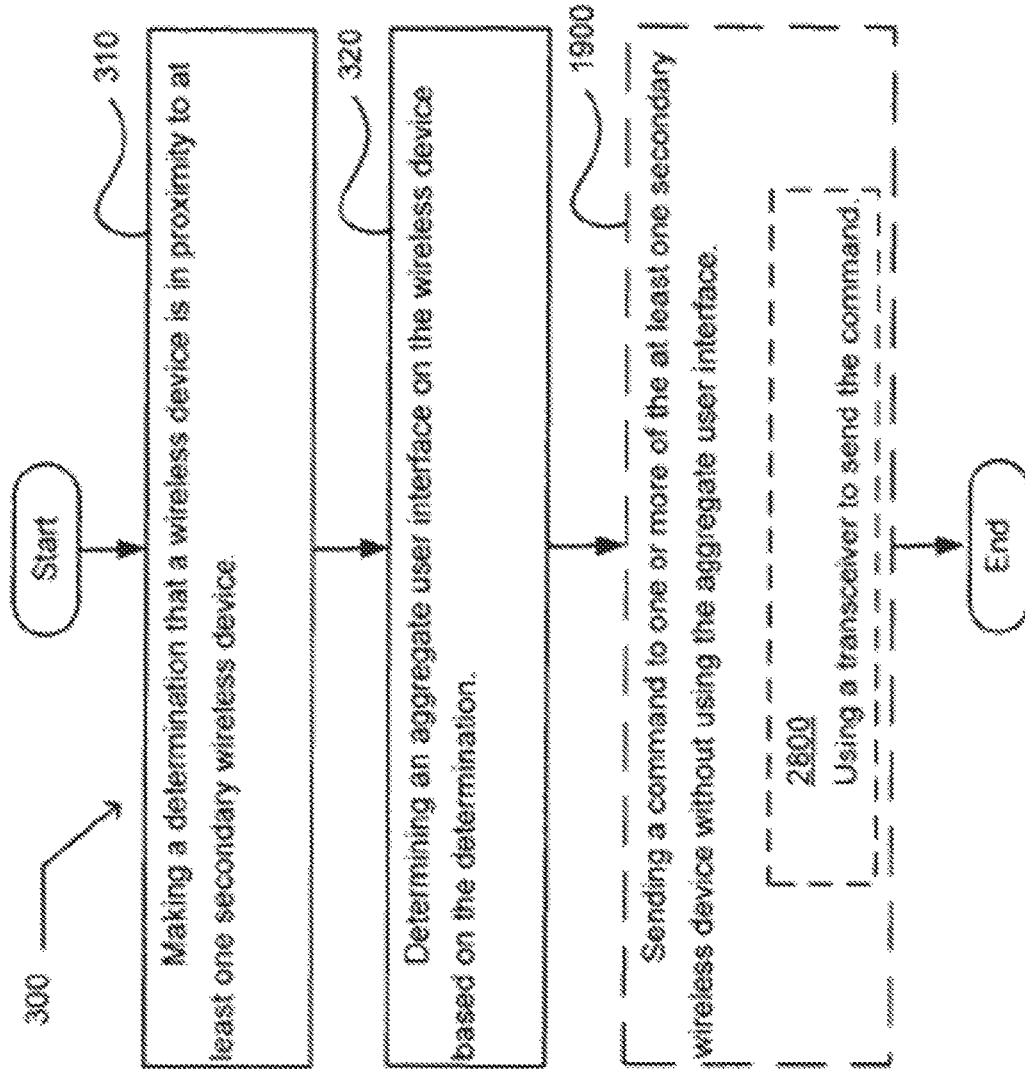 300
Start
310
Making a determination that a wireless device is in proximity to at
least one secondary wireless device.
320
Determining an aggregate user interface on the wireless device
based on the determination.
1900
Sending a command to one or more of the at least one secondary
wireless device without using the aggregate user interface.
2800
Using a transceiver to send the command.
End